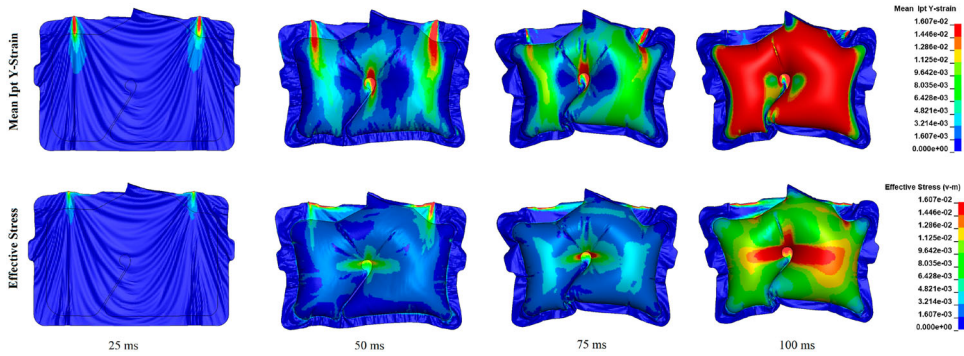 Mean Ipt Y-Strain
Mean Ipt Y-strain
1.607e-02
1.446e-02
1.286e-02
1.125e-02
9.642e-03
8.035e-03
6.428e-03
4.821e-03
3.214e-03
1.607e-03
0.000e+00
Effective Stress
Effective Stress (v-m)
1.607e-02
1.446e-02
1.286e-02
1.125e-02
9.642e-03
8.035e-03
6.428e-03
4.821e-03
3.214e-03
1.607e-03
0.000e+00
25 ms
50 ms
75 ms
100 ms